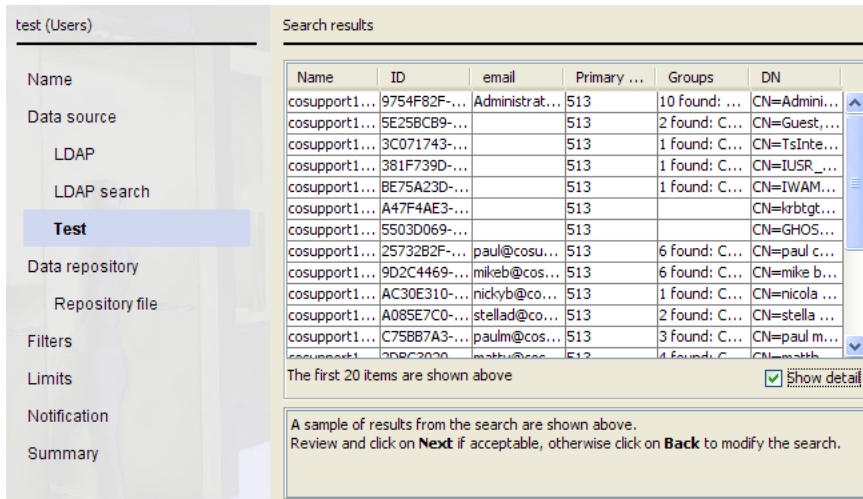 test (Users)
Name
Data source
LDAP
LDAP search
Test
Data repository
Repository file
Filters
Limits
Notification
Summary
Search results
Name ID email Primary ... Groups DN
cosupport1... 9754F82F-... Administrat... 513 10 found: ... CN=Admini...
cosupport1... 5E25BCB9-... 513 2 found: C... CN=Guest,...
cosupport1... 3C071743-... 513 1 found: C... CN=TsInte...
cosupport1... 381F739D-... 513 1 found: C... CN=IUSR_...
cosupport1... BE75A23D-... 513 1 found: C... CN=IWAM...
cosupport1... A47F4AE3-... 513 CN=krbtgt...
cosupport1... 5503D069-... 513 CN=GHOS...
cosupport1... 25732B2F-... paul@cosu... 513 6 found: C... CN=paul c...
cosupport1... 9D2C4469-... mikeb@cos... 513 6 found: C... CN=mike b...
cosupport1... AC30E310-... nickyb@co... 513 1 found: C... CN=nicola ...
cosupport1... A085E7C0-... stellad@co... 513 2 found: C... CN=stella ...
cosupport1... C75BB7A3-... paulm@cos... 513 3 found: C... CN=paul m...
The first 20 items are shown above
Show detail
A sample of results from the search are shown above.
Review and click on Next if acceptable, otherwise click on Back to modify the search.